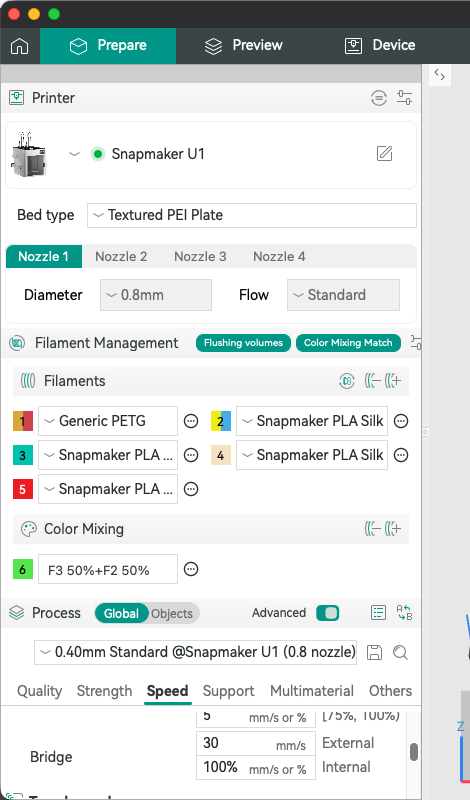 Prepare Preview Device
Printer
Snapmaker U1
Bed type Textured PEI Plate
Nozzle 1 Nozzle 2 Nozzle 3 Nozzle 4
Diameter 0.8mm Flow Standard
Filament Management Flushing volumes Color Mixing Match
Filaments
1 Generic PETG 2 Snapmaker PLA Silk
3 Snapmaker PLA ... 4 Snapmaker PLA Silk
5 Snapmaker PLA ...
Color Mixing
6 F3 50%+F2 50%
Process Global Objects Advanced
0.40mm Standard @Snapmaker U1 (0.8 nozzle)
Quality Strength Speed Support Multimaterial Others
5 mm/s or % [75%, 100%)
Bridge
30 mm/s External
100% mm/s or % Internal
Z